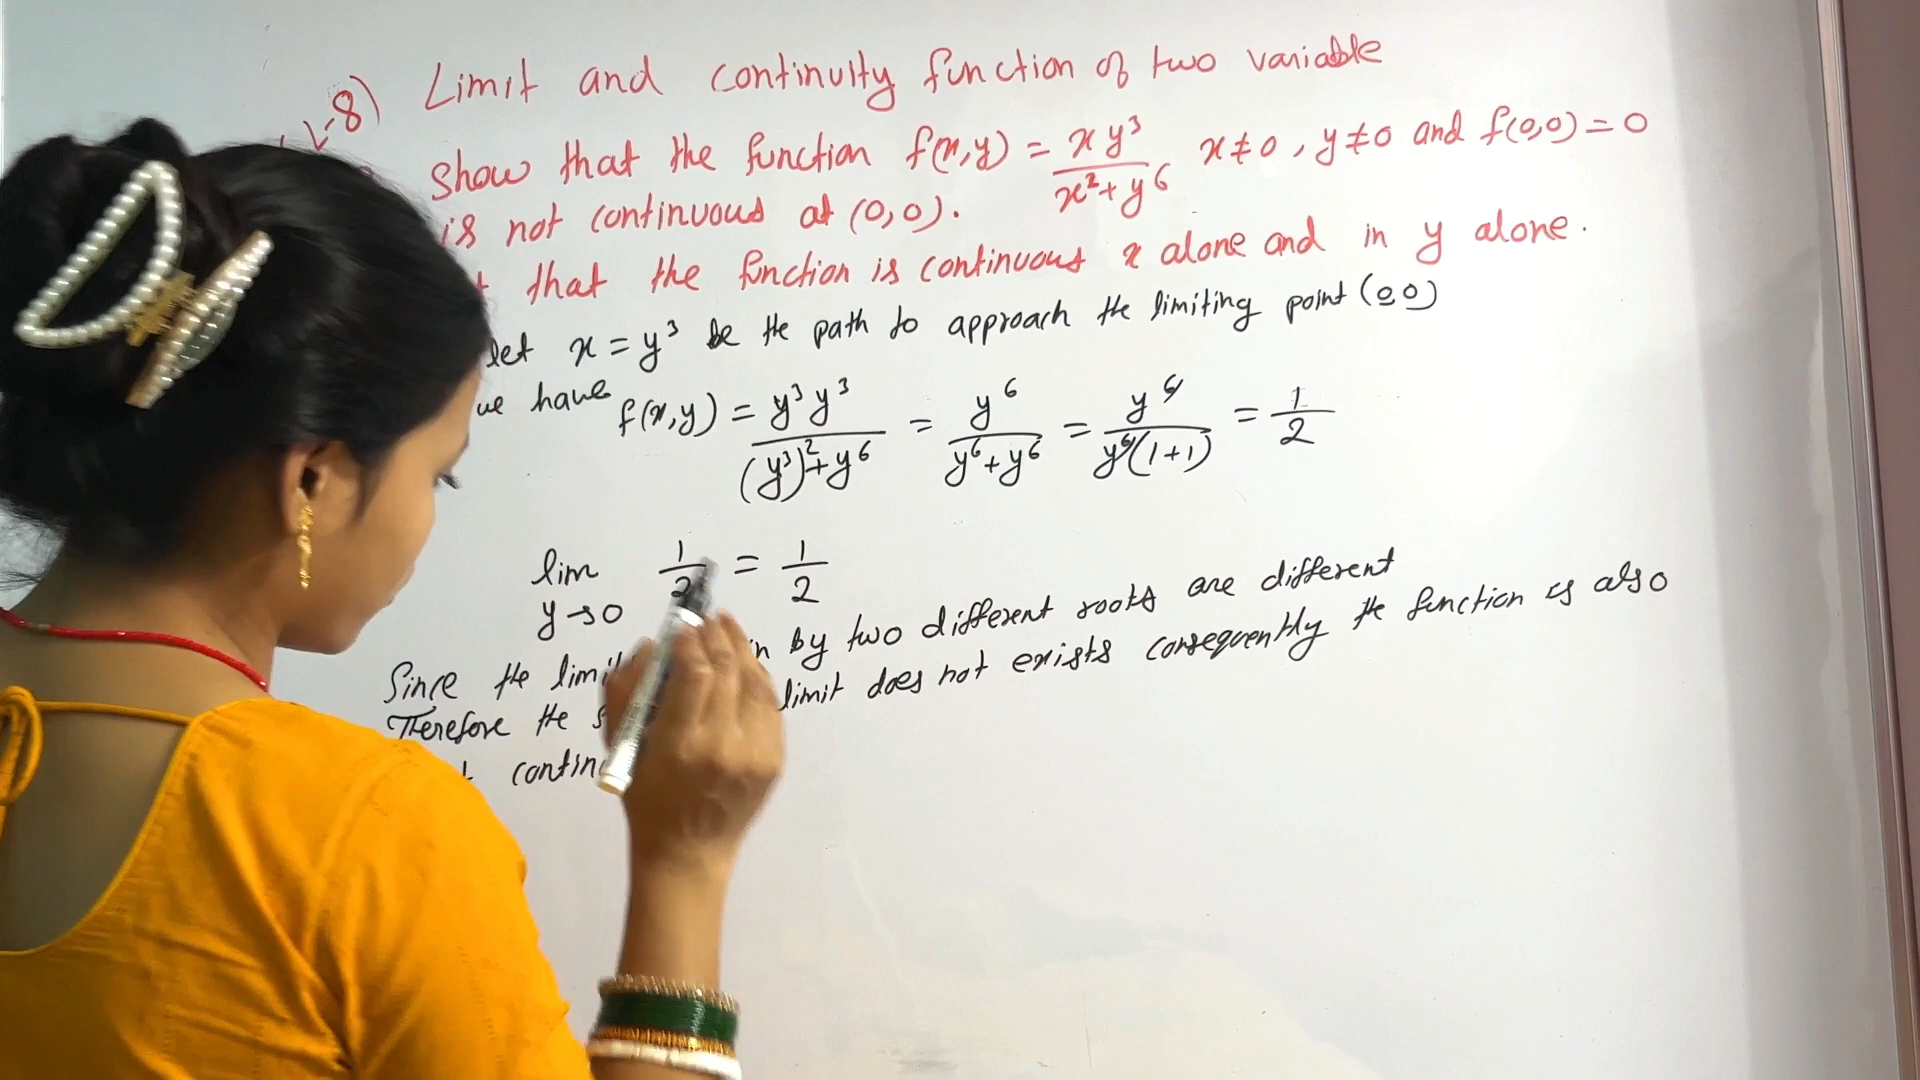 L-8) Limit and continuity function of two variable
show that the function f(x,y) = xy³/(x²+y⁶) x≠0, y≠0 and f(0,0)=0
is not continuous at (0,0).
that the function is continuous x alone and in y alone.
let x = y³ be the path to approach the limiting point (0,0)
we have f(x,y) = y³y³/((y³)²+y⁶) = y⁶/(y⁶+y⁶) = y⁶/(y⁶(1+1)) = 1/2
lim y→0 1/2 = 1/2
Since the limit by two different roots are different
Therefore the limit does not exists consequently the function is also
contin